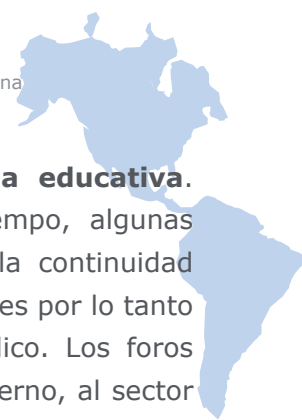 na
a educativa.
empo, algunas
la continuidad
es por lo tanto
lico. Los foros
erno, al sector